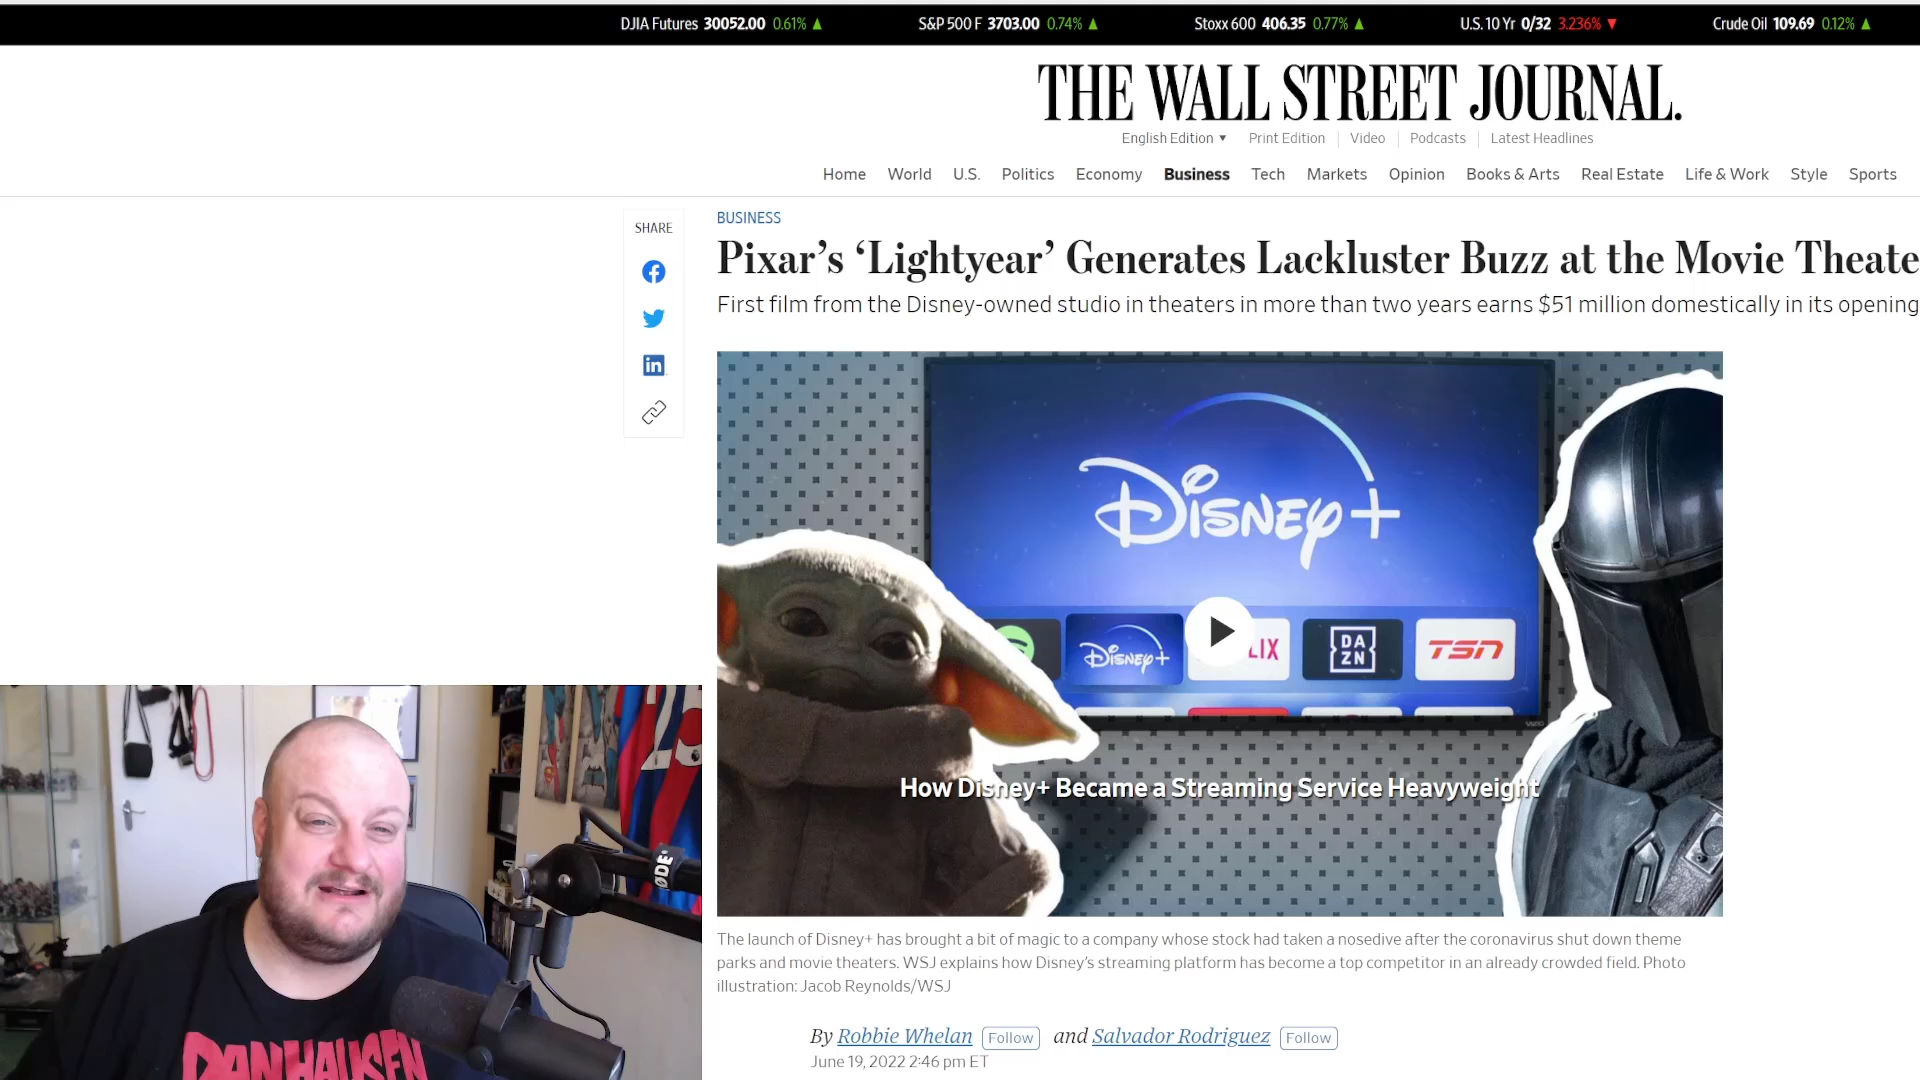 DJIA Futures 30052.00 0.61% ▲ S&P 500 F 3703.00 0.74% ▲ Stoxx 600 406.35 0.77% ▲ U.S. 10 Yr 0/32 3.236% ▼ Crude Oil 109.69 0.12% ▲
THE WALL STREET JOURNAL.
English Edition ▼ Print Edition Video Podcasts Latest Headlines
Home World U.S. Politics Economy Business Tech Markets Opinion Books & Arts Real Estate Life & Work Style Sports
SHARE
in
BUSINESS
Pixar’s ‘Lightyear’ Generates Lackluster Buzz at the Movie Theate
First film from the Disney-owned studio in theaters in more than two years earns $51 million domestically in its opening
Disney+
Disney+ LIX DAZN TSN
VIZIO
How Disney+ Became a Streaming Service Heavyweight
The launch of Disney+ has brought a bit of magic to a company whose stock had taken a nosedive after the coronavirus shut down theme
parks and movie theaters. WSJ explains how Disney’s streaming platform has become a top competitor in an already crowded field. Photo
illustration: Jacob Reynolds/WSJ
By Robbie Whelan Follow and Salvador Rodriguez Follow
June 19, 2022 2:46 pm ET
RØDE
DANHAUSEN